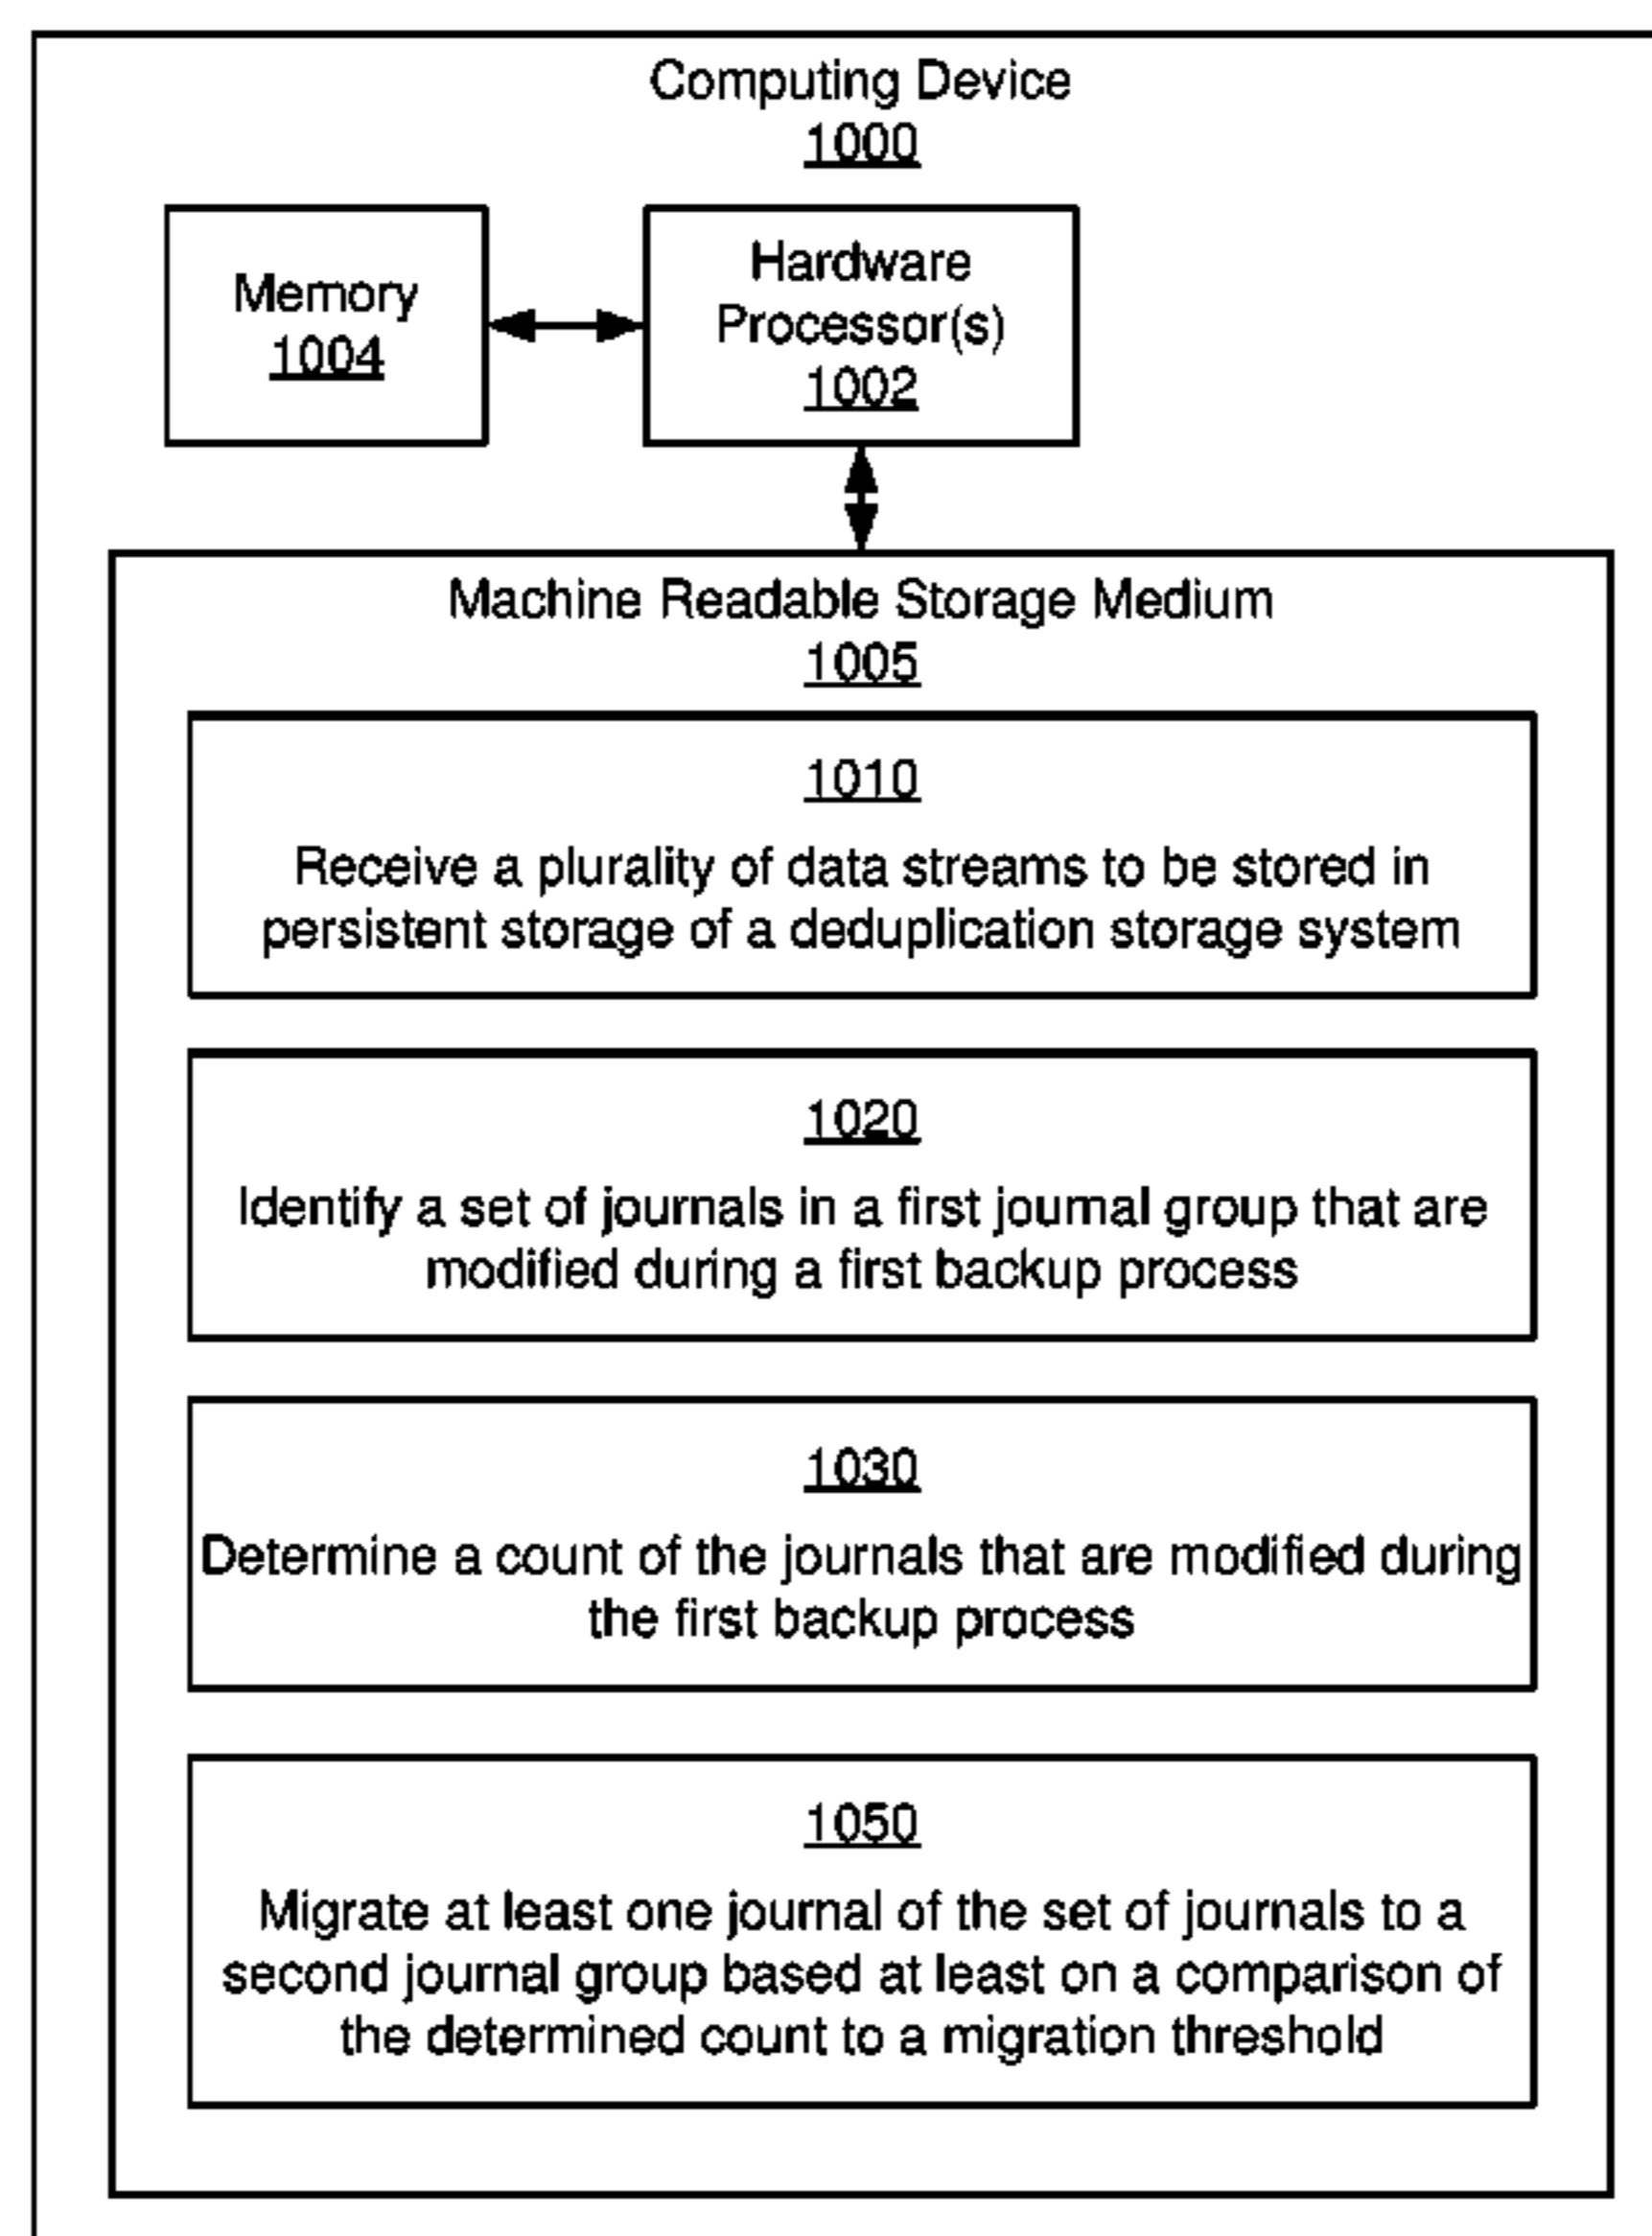 Computing Device
1000
Memory
1004
Hardware
Processor(s)
1002
Machine Readable Storage Medium
1005
1010
Receive a plurality of data streams to be stored in
persistent storage of a deduplication storage system
1020
Identify a set of journals in a first journal group that are
modified during a first backup process
1030
Determine a count of the journals that are modified during
the first backup process
1050
Migrate at least one journal of the set of journals to a
second journal group based at least on a comparison of
the determined count to a migration threshold